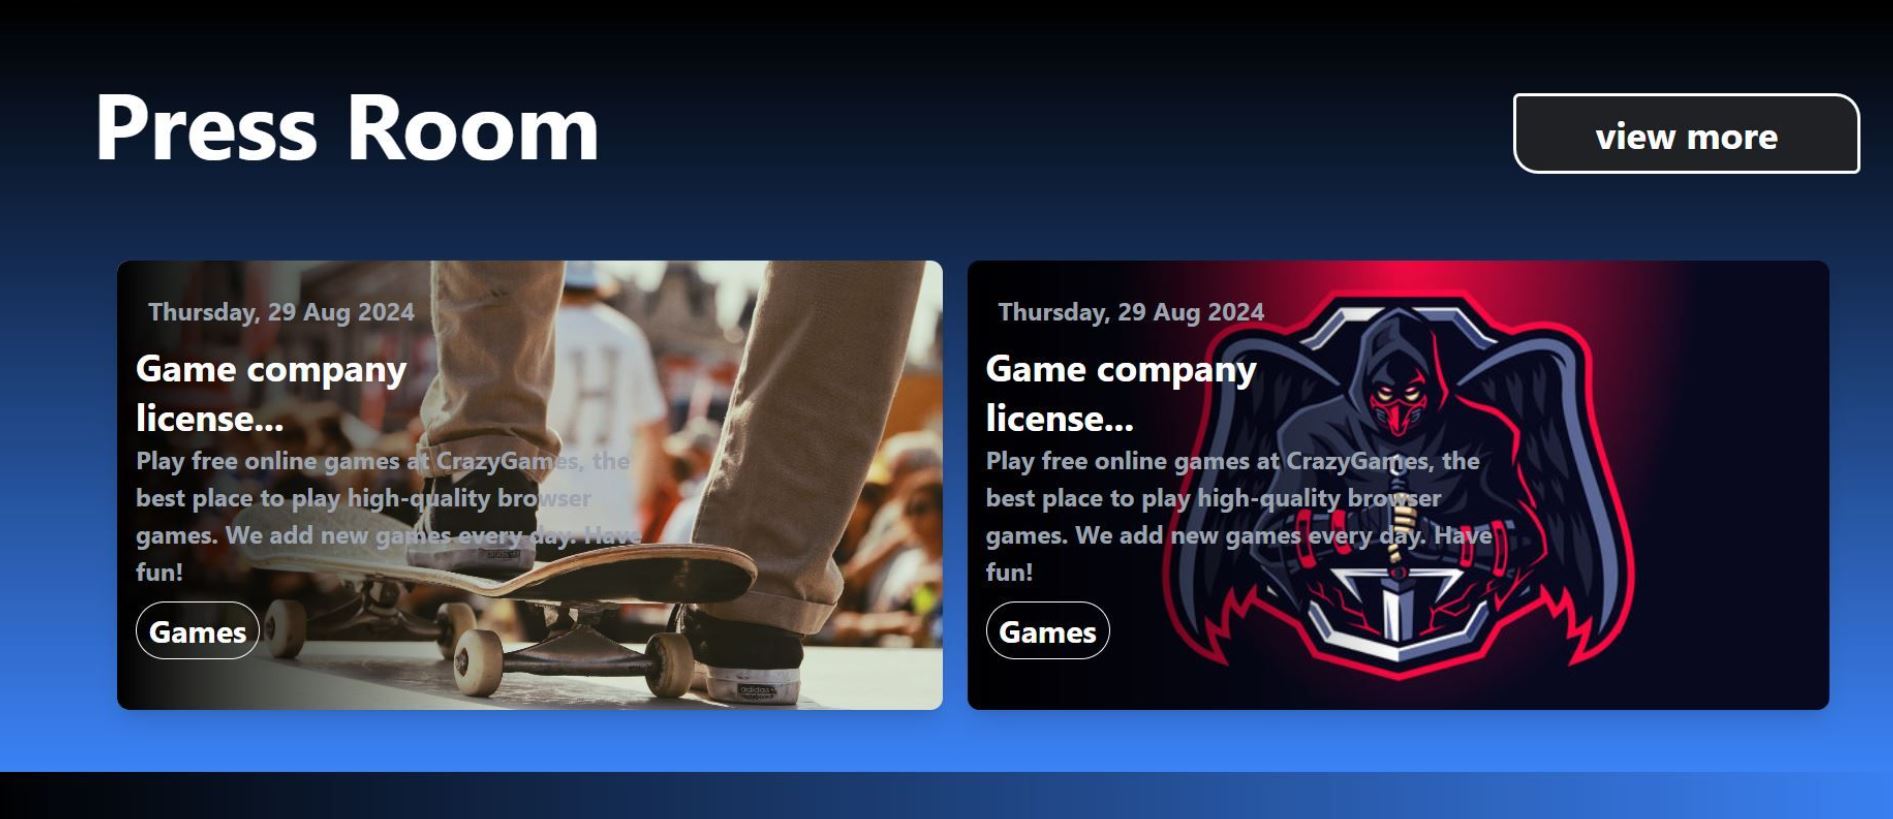 Press Room
view more
Thursday, 29 Aug 2024
Game company
license...
Play free online games at CrazyGames, the
best place to play high-quality browser
games. We add new games every day. Have
fun!
Games
Thursday, 29 Aug 2024
Game company
license...
Play free online games at CrazyGames, the
best place to play high-quality browser
games. We add new games every day. Have
fun!
Games
H
adidas